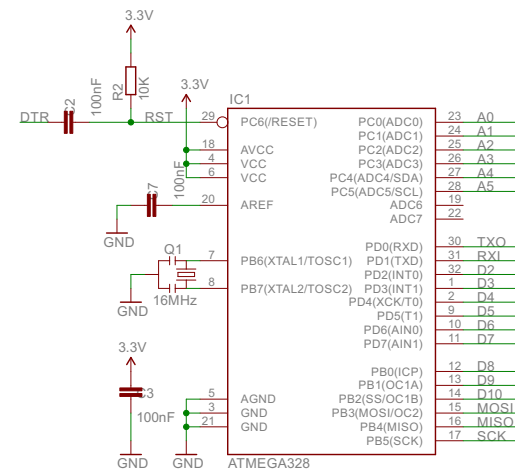 3.3V
3.3V
R2
10K
C2
100nF
DTR
RST
IC1
29 PC6(/RESET)
18 AVCC
4 VCC
6 VCC
C7
100nF
20 AREF
GND
Q1
7 PB6(XTAL1/TOSC1)
8 PB7(XTAL2/TOSC2)
16MHz
GND
3.3V
C3
100nF
5 AGND
3 GND
21 GND
GND
GND
ATMEGA328
PC0(ADC0) 23 A0
PC1(ADC1) 24 A1
PC2(ADC2) 25 A2
PC3(ADC3) 26 A3
PC4(ADC4/SDA) 27 A4
PC5(ADC5/SCL) 28 A5
ADC6 19
ADC7 22
PD0(RXD) 30 TXO
PD1(TXD) 31 RXI
PD2(INT0) 32 D2
PD3(INT1) 1 D3
PD4(XCK/T0) 2 D4
PD5(T1) 9 D5
PD6(AIN0) 10 D6
PD7(AIN1) 11 D7
PB0(ICP) 12 D8
PB1(OC1A) 13 D9
PB2(SS/OC1B) 14 D10
PB3(MOSI/OC2) 15 MOSI
PB4(MISO) 16 MISO
PB5(SCK) 17 SCK